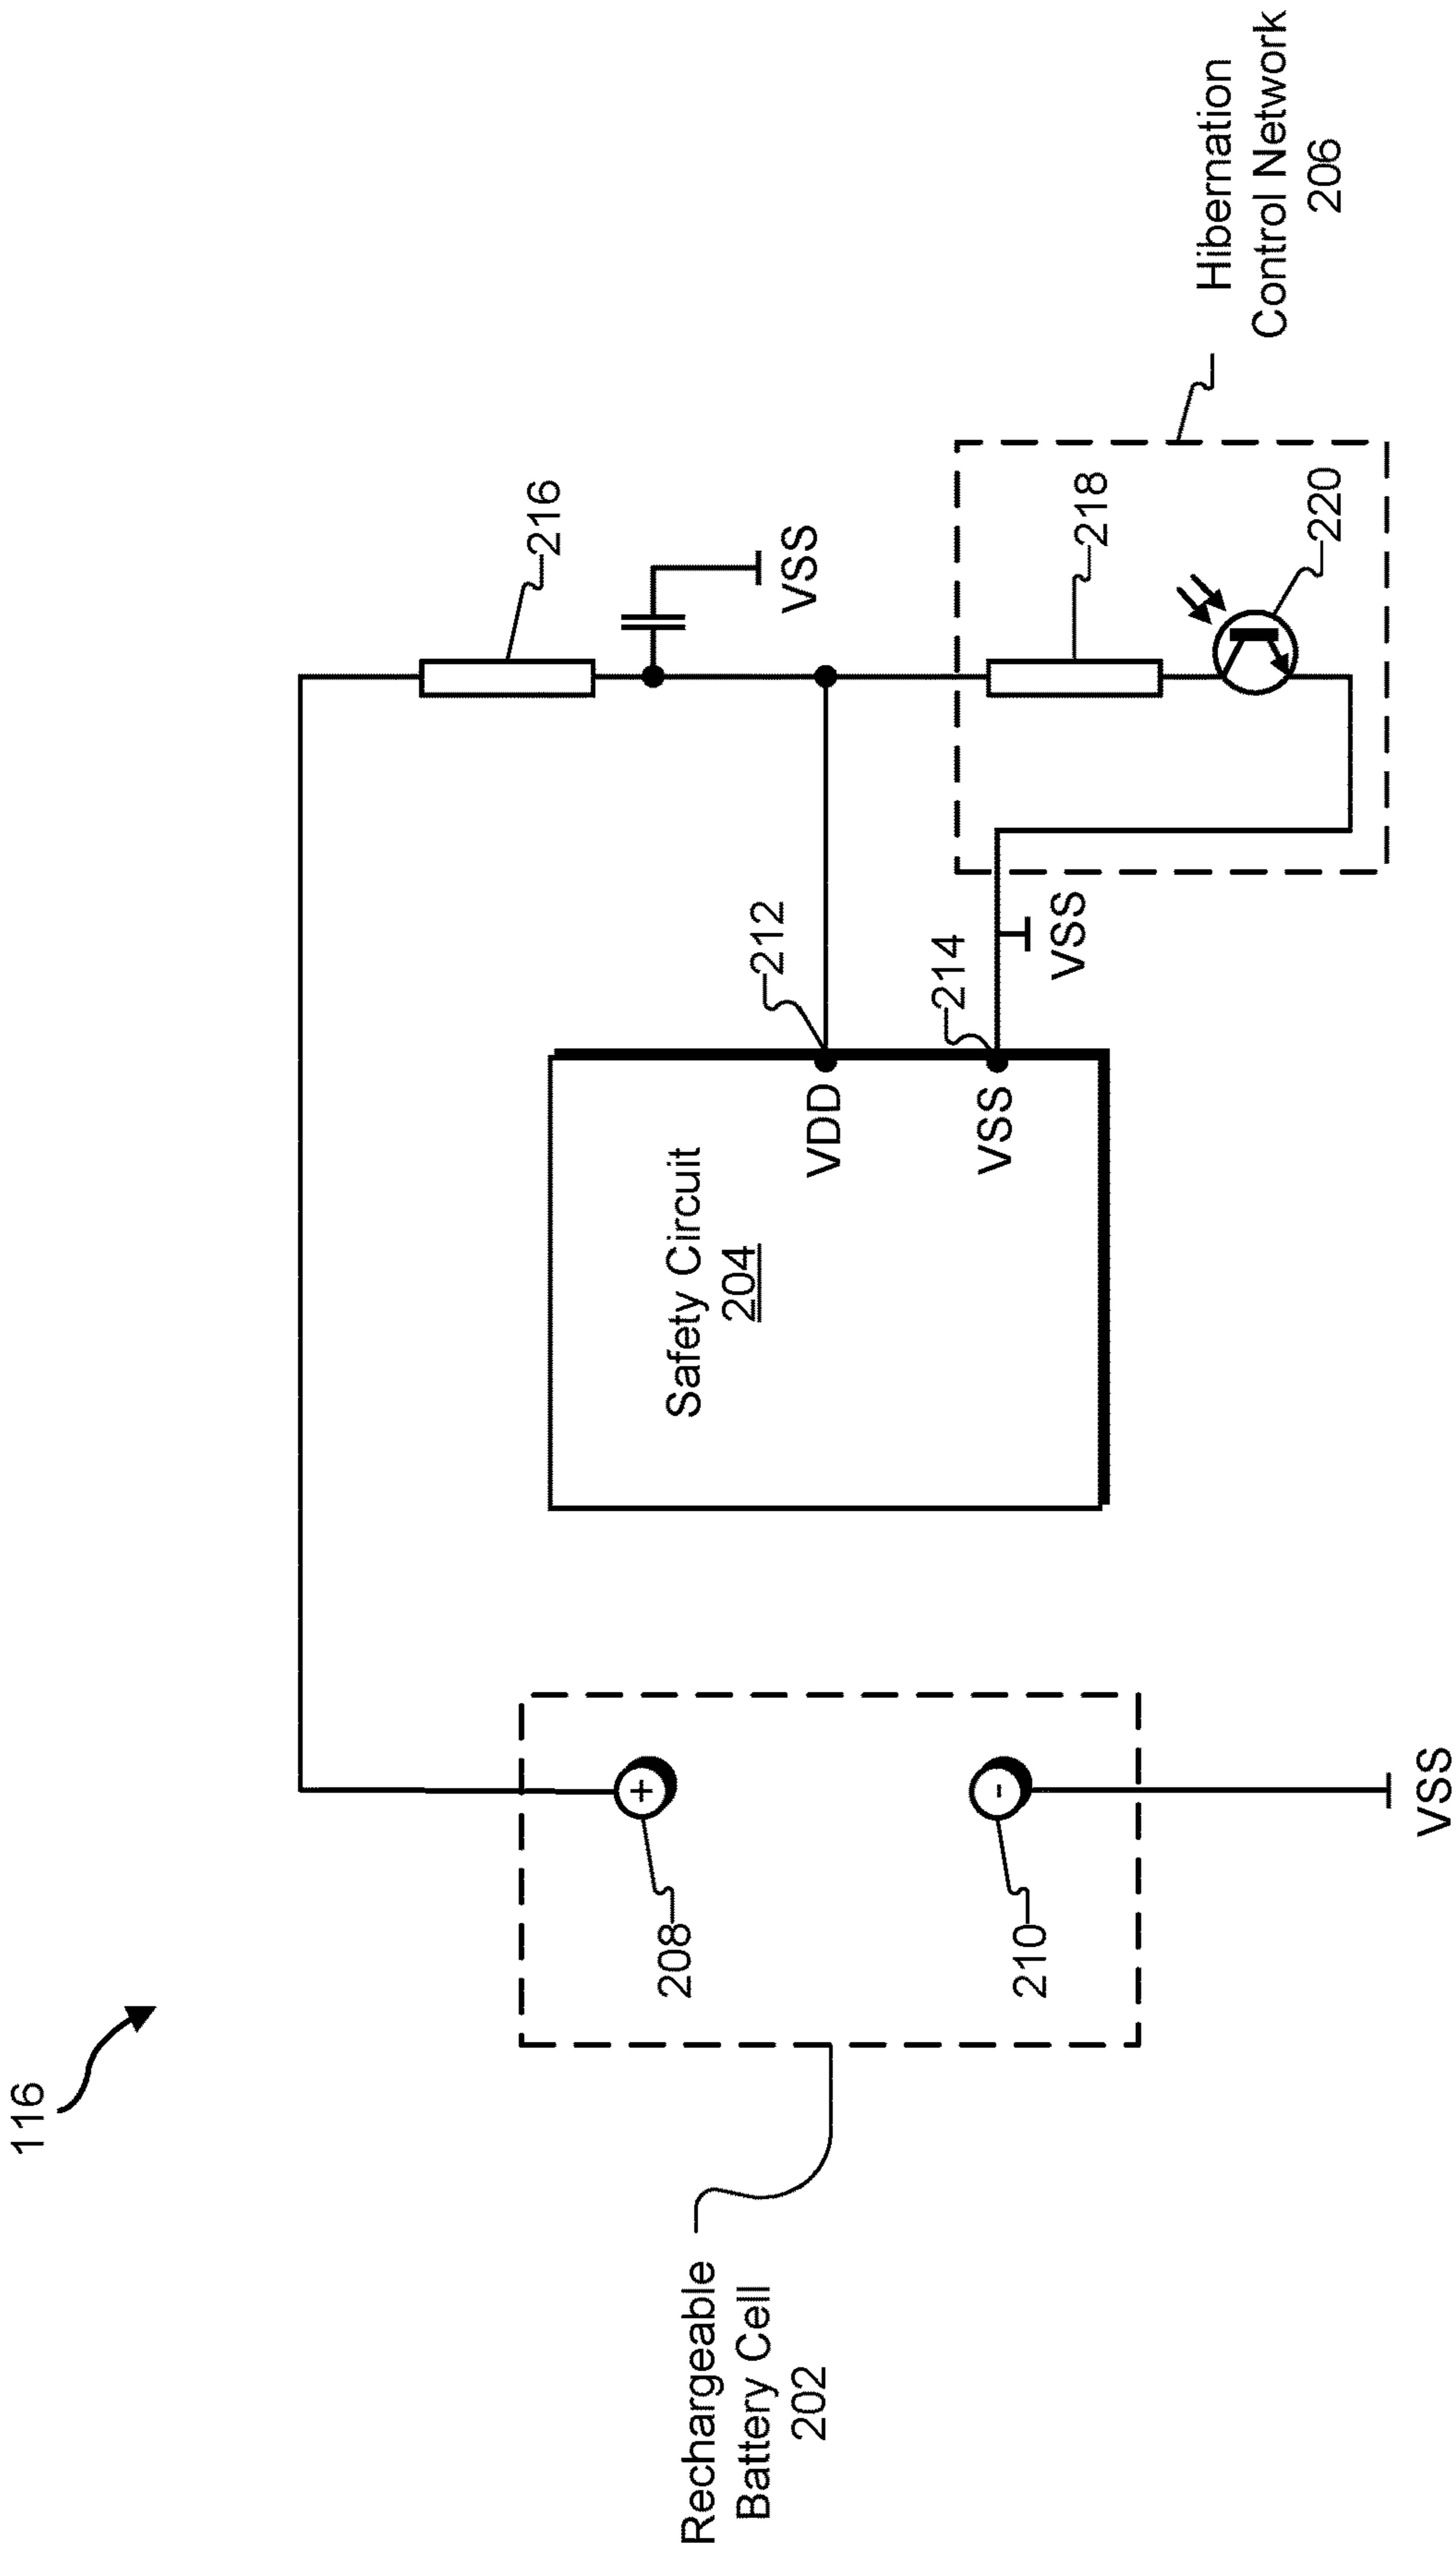 116
Rechargeable
Battery Cell
202
208
+
210
-
VSS
Safety Circuit
204
VDD
VSS
212
214
VSS
216
VSS
218
220
Hibernation
Control Network
206